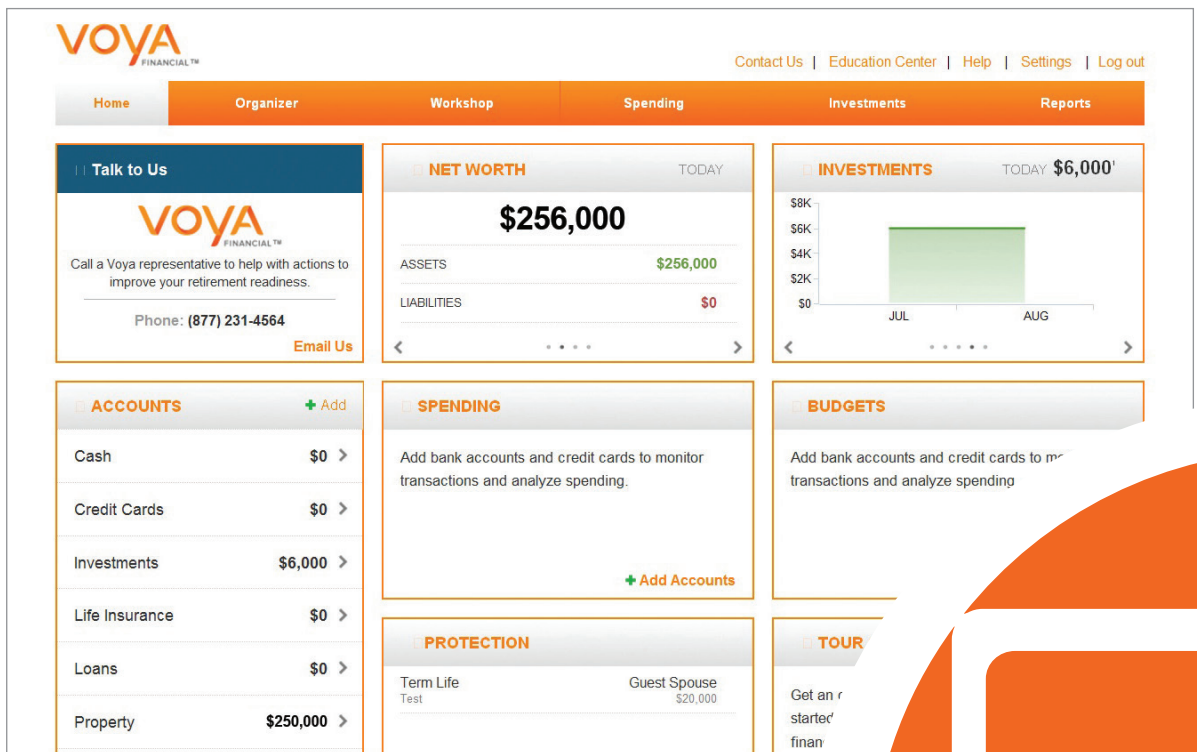 VOYA
FINANCIAL™
Contact Us | Education Center | Help | Settings | Log out
Home Organizer Workshop Spending Investments Reports
Talk to Us
VOYA
FINANCIAL™
Call a Voya representative to help with actions to
improve your retirement readiness.
Phone: (877) 231-4564
Email Us
NET WORTH TODAY
$256,000
ASSETS $256,000
LIABILITIES $0
INVESTMENTS TODAY $6,000
$8K
$6K
$4K
$2K
$0
JUL AUG
ACCOUNTS + Add
Cash $0
Credit Cards $0
Investments $6,000
Life Insurance $0
Loans $0
Property $250,000
SPENDING
Add bank accounts and credit cards to monitor
transactions and analyze spending.
+ Add Accounts
BUDGETS
Add bank accounts and credit cards to
transactions and analyze spending
PROTECTION
Term Life Guest Spouse
Test $20,000
TOUR
Get an
started